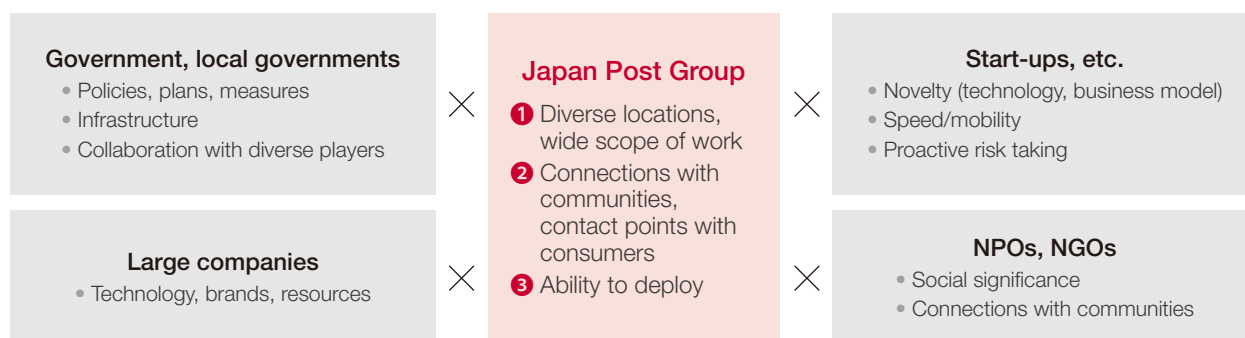 Government, local governments
• Policies, plans, measures
• Infrastructure
• Collaboration with diverse players
Large companies
• Technology, brands, resources
Japan Post Group
❶ Diverse locations,
wide scope of work
❷ Connections with
communities,
contact points with
consumers
❸ Ability to deploy
Start-ups, etc.
• Novelty (technology, business model)
• Speed/mobility
• Proactive risk taking
NPOs, NGOs
• Social significance
• Connections with communities